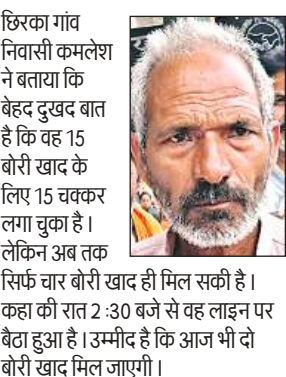 छिरका गांव
निवासी कमलेश
ने बताया कि
बेहद दुखद बात
है कि वह 15
बोरी खाद के
लिए 15 चक्कर
लगा चुका है।
लेकिन अब तक
सिर्फ चार बोरी खाद ही मिल सकी है।
कहा की रात 2 :30 बजे से वह लाइन पर
बैठा हुआ है। उम्मीद है कि आज भी दो
बोरी खाद मिल जाएगी।